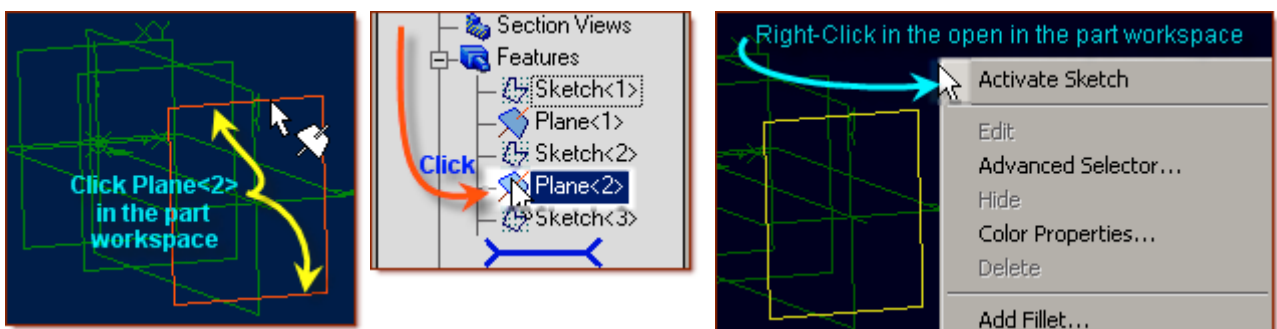 XY
Click Plane<2>
in the part
workspace
Section Views
Features
Sketch<1>
Plane<1>
Sketch<2>
Click
Plane<2>
Sketch<3>
Right-Click in the open in the part workspace
Activate Sketch
Edit
Advanced Selector...
Hide
Color Properties...
Delete
Add Fillet...